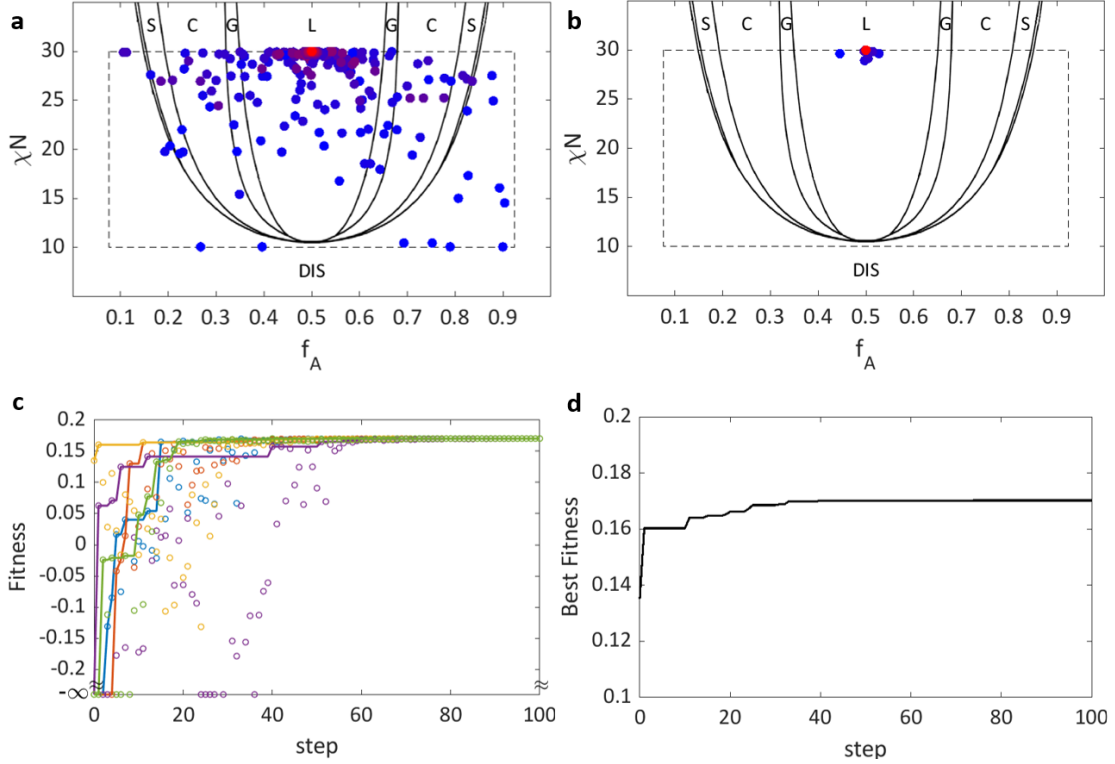 a
S C G L G C S
30
25
20
15
10
χN
DIS
0.1 0.2 0.3 0.4 0.5 0.6 0.7 0.8 0.9
f_A
b
S C G L G C S
30
25
20
15
10
χN
DIS
0.1 0.2 0.3 0.4 0.5 0.6 0.7 0.8 0.9
f_A
c
0.2
0.15
0.1
0.05
0
-0.05
-0.1
-0.15
-0.2
-∞
Fitness
0 20 40 60 80 100
step
d
0.2
0.18
0.16
0.14
0.12
0.1
Best Fitness
0 20 40 60 80 100
step